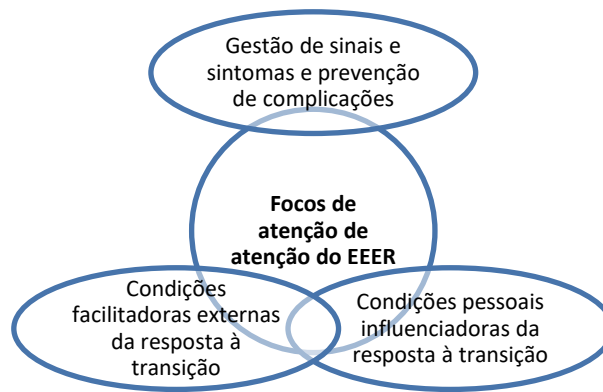 Gestão de sinais e
sintomas e prevenção
de complicações
Focos de
atenção de
atenção do EEER
Condições
facilitadoras externas
da resposta à
transição
Condições pessoais
influenciadoras da
resposta à transição